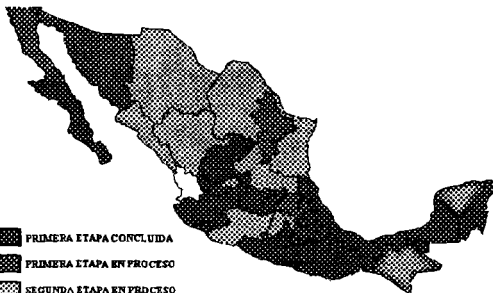 PRIMERA ETAPA CONCLUIDA
PRIMERA ETAPA EN PROCESO
SEGUNDA ETAPA EN PROCESO